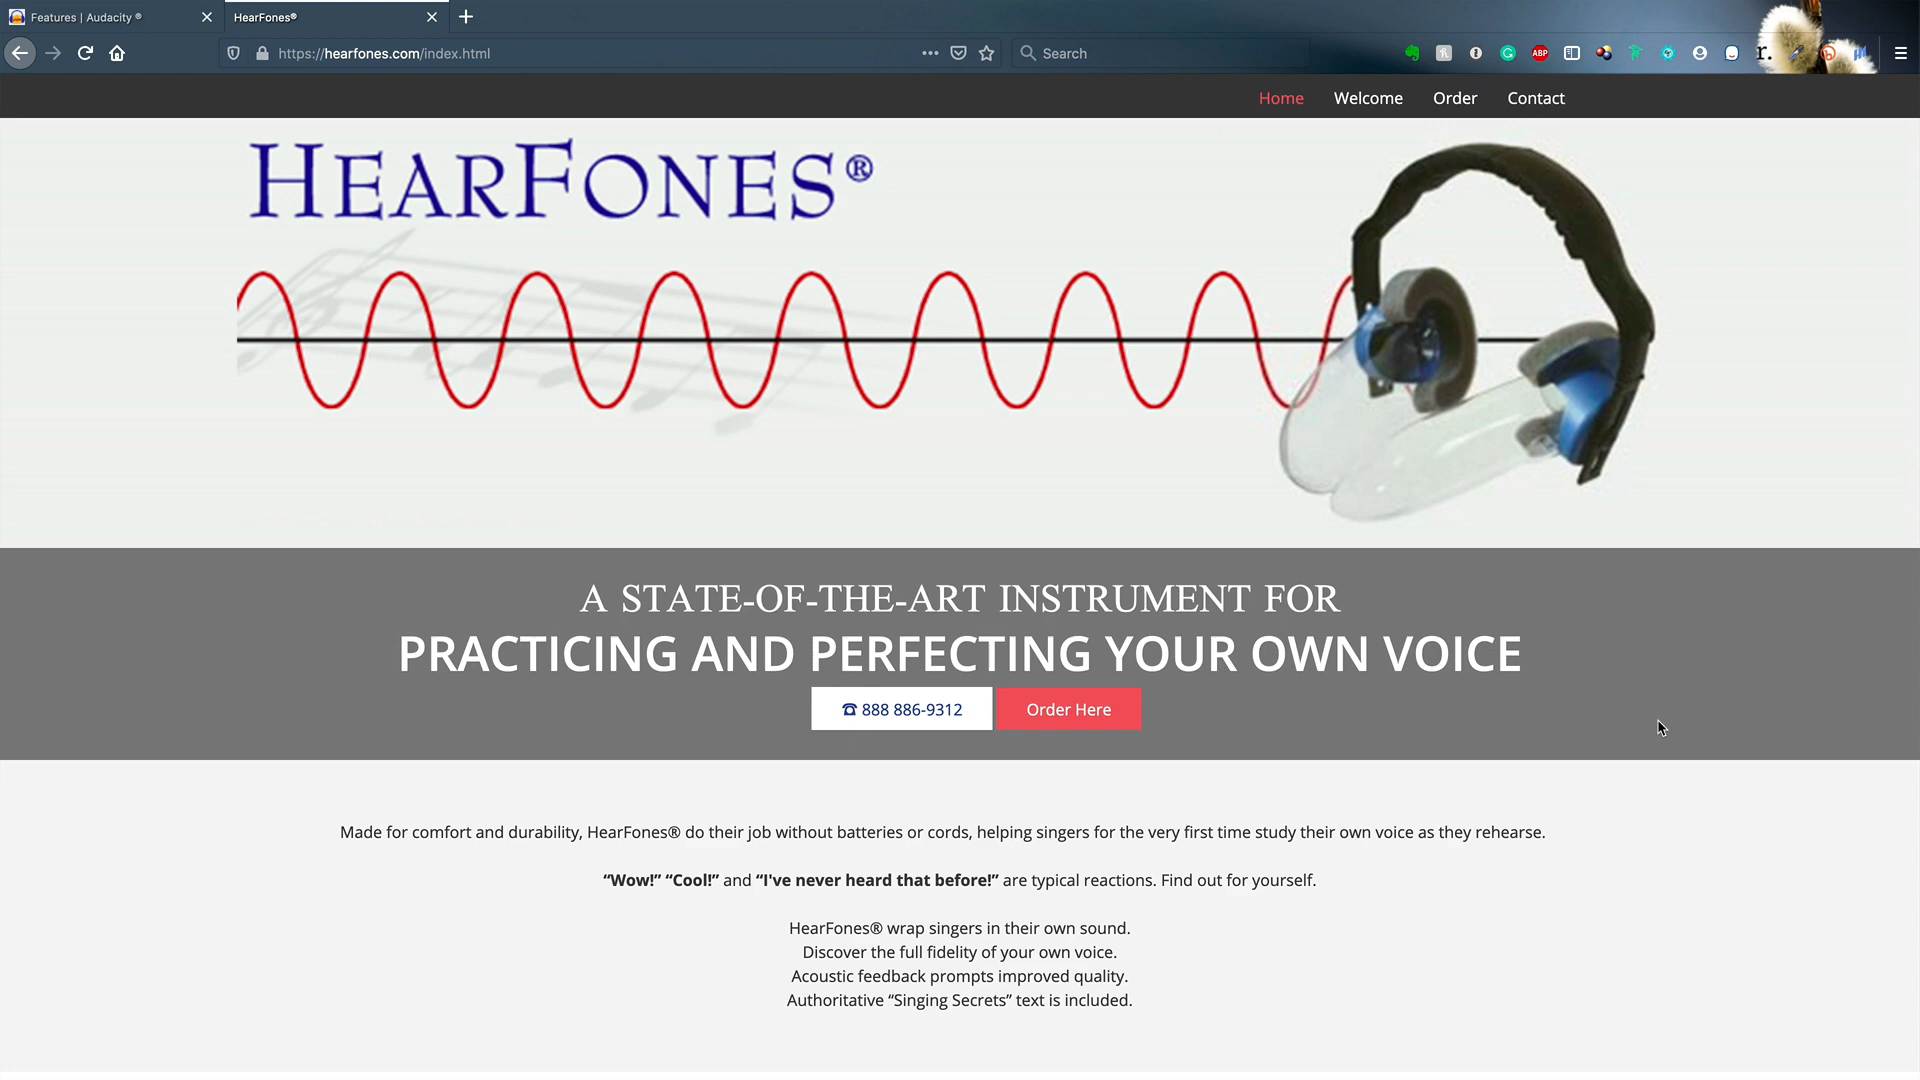 Features | Audacity ®
HearFones®
https://hearfones.com/index.html
Search
ABP
r.
Home
Welcome
Order
Contact
HEARFONES®
A STATE-OF-THE-ART INSTRUMENT FOR
PRACTICING AND PERFECTING YOUR OWN VOICE
☎ 888 886-9312
Order Here
Made for comfort and durability, HearFones® do their job without batteries or cords, helping singers for the very first time study their own voice as they rehearse.
“Wow!” “Cool!” and “I've never heard that before!” are typical reactions. Find out for yourself.
HearFones® wrap singers in their own sound.
Discover the full fidelity of your own voice.
Acoustic feedback prompts improved quality.
Authoritative “Singing Secrets” text is included.